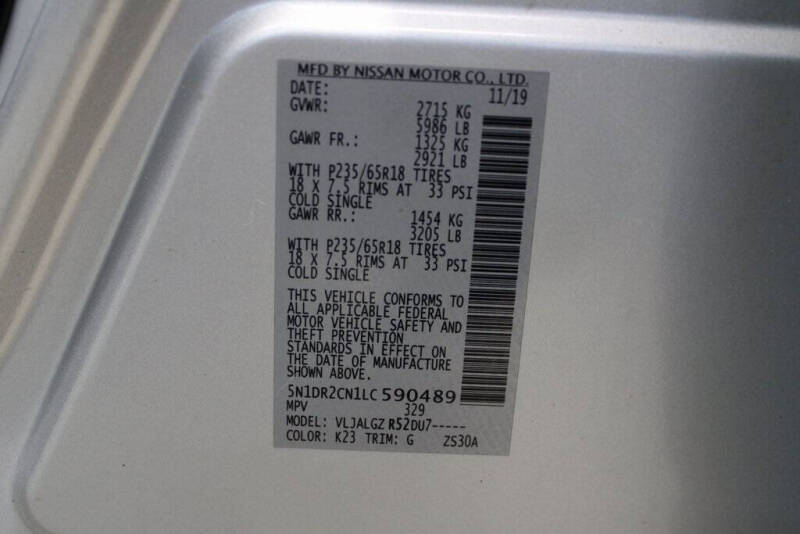 MFD BY NISSAN MOTOR CO., LTD.
DATE: 11/19
GVWR: 2715 KG
5986 LB
GAWR FR.: 1325 KG
2921 LB
WITH P235/65R18 TIRES
18 X 7.5 RIMS AT 33 PSI
COLD SINGLE
GAWR RR.: 1454 KG
3205 LB
WITH P235/65R18 TIRES
18 X 7.5 RIMS AT 33 PSI
COLD SINGLE
THIS VEHICLE CONFORMS TO
ALL APPLICABLE FEDERAL
MOTOR VEHICLE SAFETY AND
THEFT PREVENTION
STANDARDS IN EFFECT ON
THE DATE OF MANUFACTURE
SHOWN ABOVE.
5N1DR2CN1LC590489
MPV 329
MODEL: VLJALGZ R52DU7-----
COLOR: K23 TRIM: G ZS30A